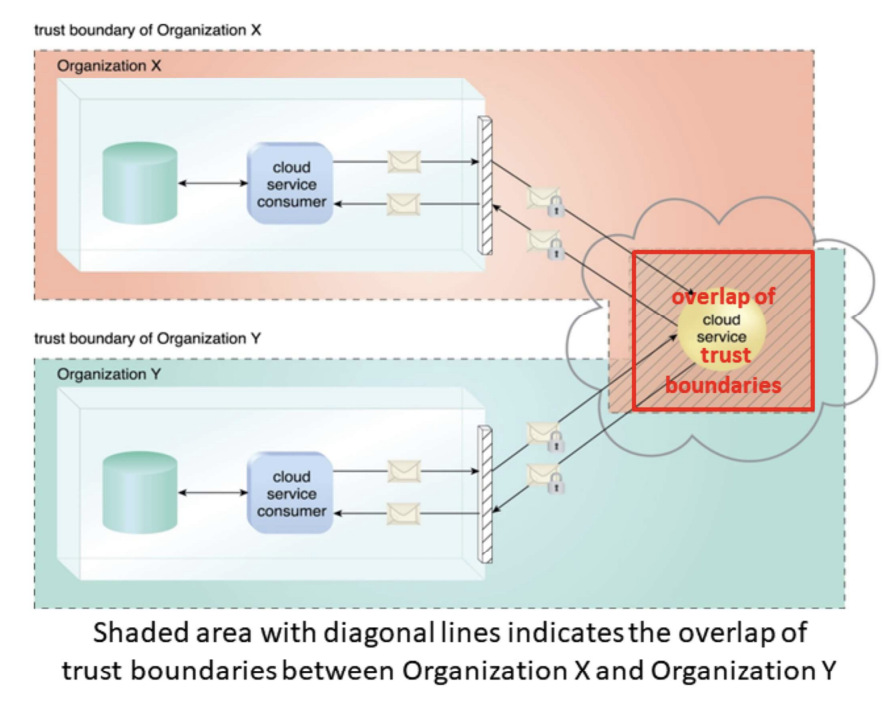 trust boundary of Organization X
Organization X
cloud
service
consumer
overlap of
cloud
service
trust
boundaries
trust boundary of Organization Y
Organization Y
cloud
service
consumer
Shaded area with diagonal lines indicates the overlap of
trust boundaries between Organization X and Organization Y